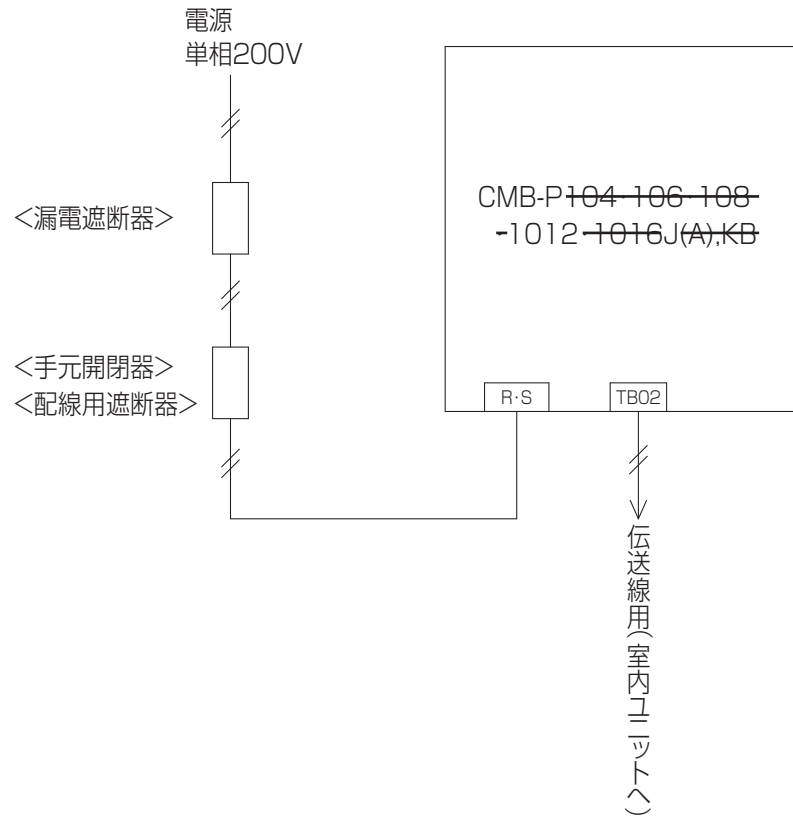 電源
単相200V
<漏電遮断器>
<手元開閉器>
<配線用遮断器>
CMB-P104·106·108·
·1012·1016J(A),KB
R·S
TB02
伝送線用(室内ユニットへ)